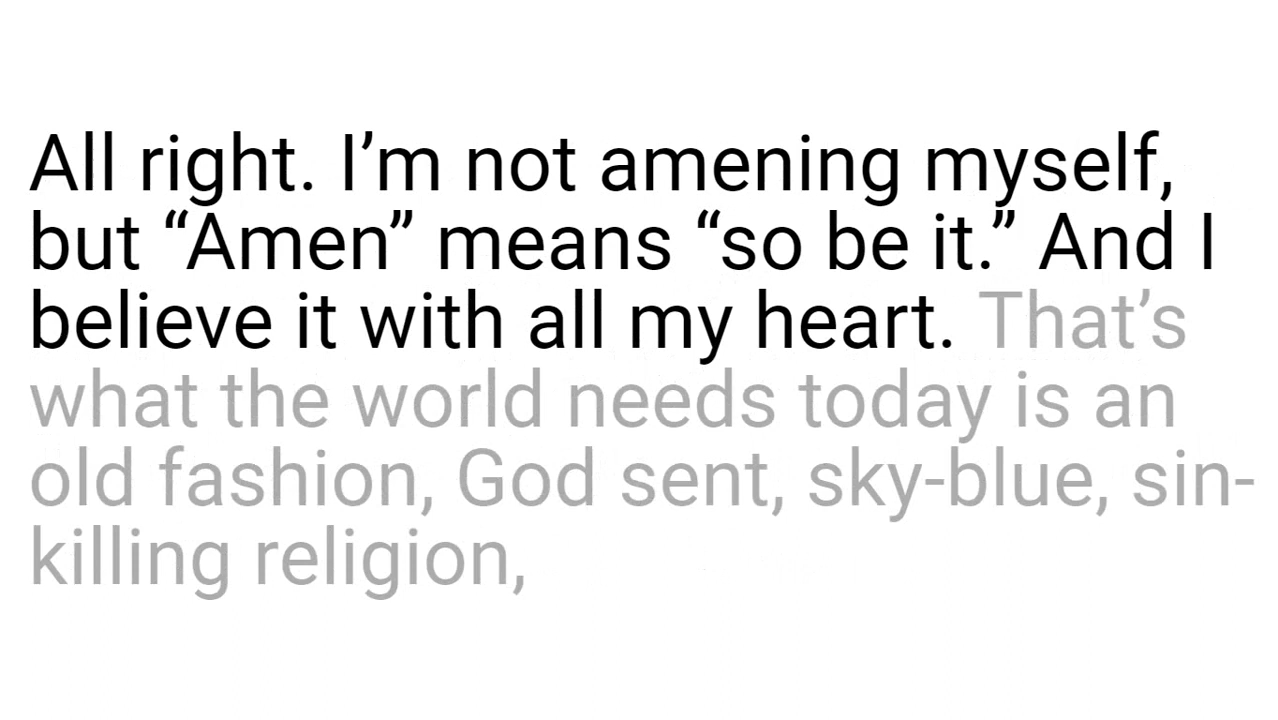 All right. I’m not amening myself,
but “Amen” means “so be it.” And I
believe it with all my heart. That’s
what the world needs today is an
old fashion, God sent, sky-blue, sin-
killing religion,